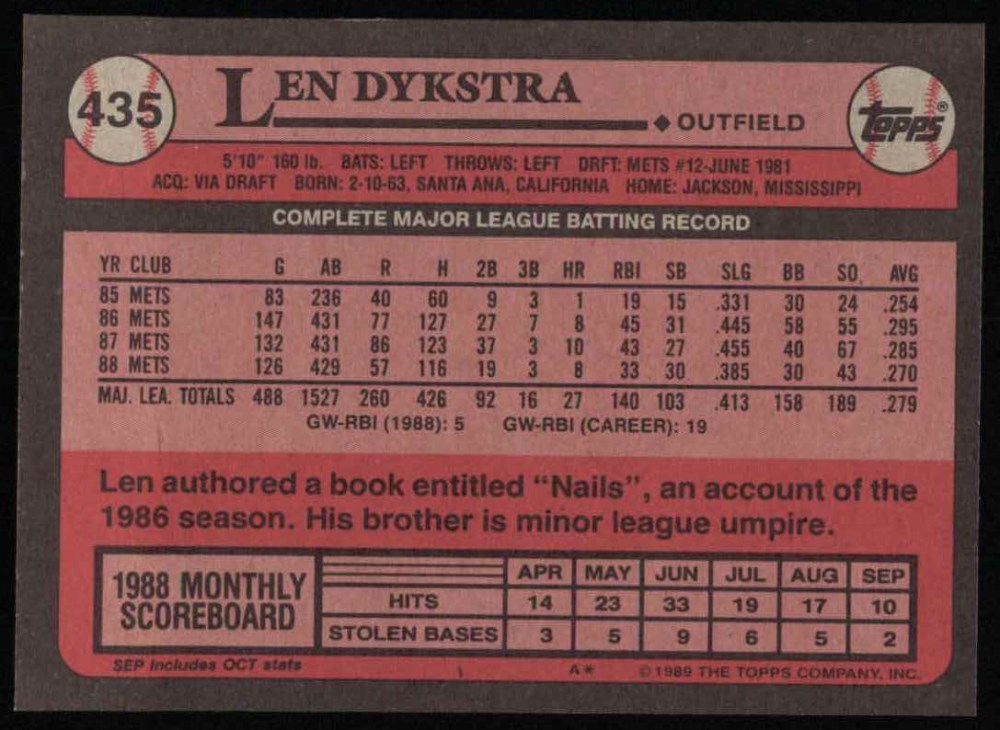 435
LEN DYKSTRA
◆ OUTFIELD
TOPPS®
5'10" 160 lb. BATS: LEFT THROWS: LEFT DRFT: METS #12-JUNE 1981
ACQ: VIA DRAFT BORN: 2-10-63, SANTA ANA, CALIFORNIA HOME: JACKSON, MISSISSIPPI
COMPLETE MAJOR LEAGUE BATTING RECORD
YR CLUB G AB R H 2B 3B HR RBI SB SLG BB SO. AVG
85 METS 83 236 40 60 9 3 1 19 15 .331 30 24 .254
86 METS 147 431 77 127 27 7 8 45 31 .445 58 55 .295
87 METS 132 431 86 123 37 3 10 43 27 .455 40 67 .285
88 METS 126 429 57 116 19 3 8 33 30 .385 30 43 .270
MAJ. LEA. TOTALS 488 1527 260 426 92 16 27 140 103 .413 158 189 .279
GW-RBI (1988): 5 GW-RBI (CAREER): 19
Len authored a book entitled “Nails”, an account of the
1986 season. His brother is minor league umpire.
1988 MONTHLY
SCOREBOARD
APR MAY JUN JUL AUG SEP
HITS 14 23 33 19 17 10
STOLEN BASES 3 5 9 6 5 2
SEP includes OCT stats
A* © 1989 THE TOPPS COMPANY, INC.